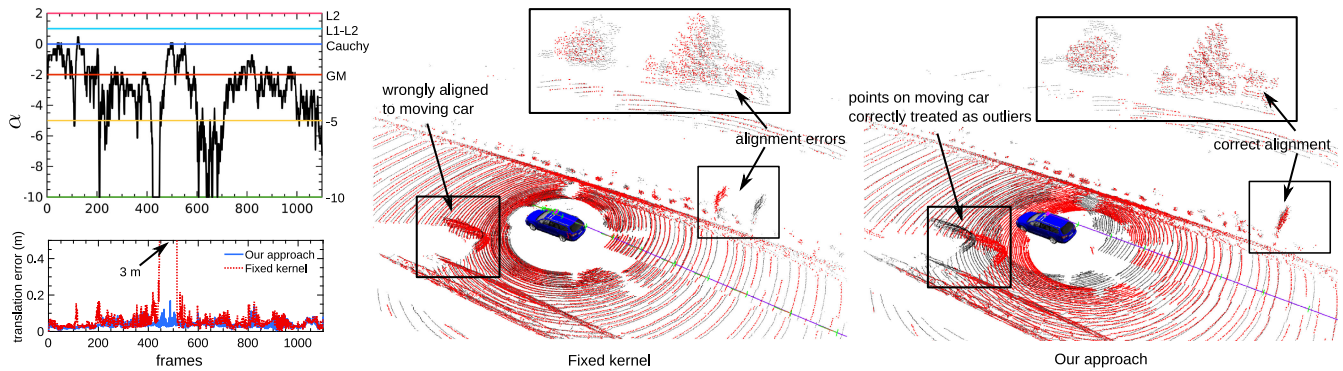 2
0
-2
-4
-6
-8
-10
α
L2
L1-L2
Cauchy
GM
-5
-10
0 200 400 600 800 1000
translation error (m)
0.4
0.2
0
3 m
Our approach
Fixed kernel
0 200 400 600 800 1000
frames
wrongly aligned
to moving car
alignment errors
Fixed kernel
points on moving car
correctly treated as outliers
correct alignment
Our approach